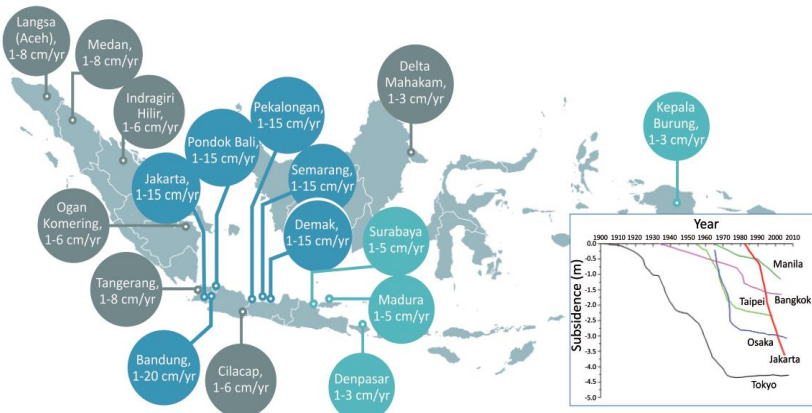 Langsa
(Aceh),
1-8 cm/yr
Medan,
1-8 cm/yr
Indragiri
Hilir,
1-6 cm/yr
Pekalongan,
1-15 cm/yr
Delta
Mahakam,
1-3 cm/yr
Kepala
Burung,
1-3 cm/yr
Pondok Bali,
1-15 cm/yr
Jakarta,
1-15 cm/yr
Semarang,
1-15 cm/yr
Ogan
Komering,
1-6 cm/yr
Demak,
1-15 cm/yr
Surabaya
1-5 cm/yr
Tangerang,
1-8 cm/yr
Madura
1-5 cm/yr
Bandung,
1-20 cm/yr
Cilacap,
1-6 cm/yr
Denpasar
1-3 cm/yr
Year
1900 1910 1920 1930 1940 1950 1960 1970 1980 1990 2000 2010
Subsidence (m)
0.0
-0.5
-1.0
-1.5
-2.0
-2.5
-3.0
-3.5
-4.0
-4.5
-5.0
Manila
Bangkok
Taipei
Osaka
Jakarta
Tokyo